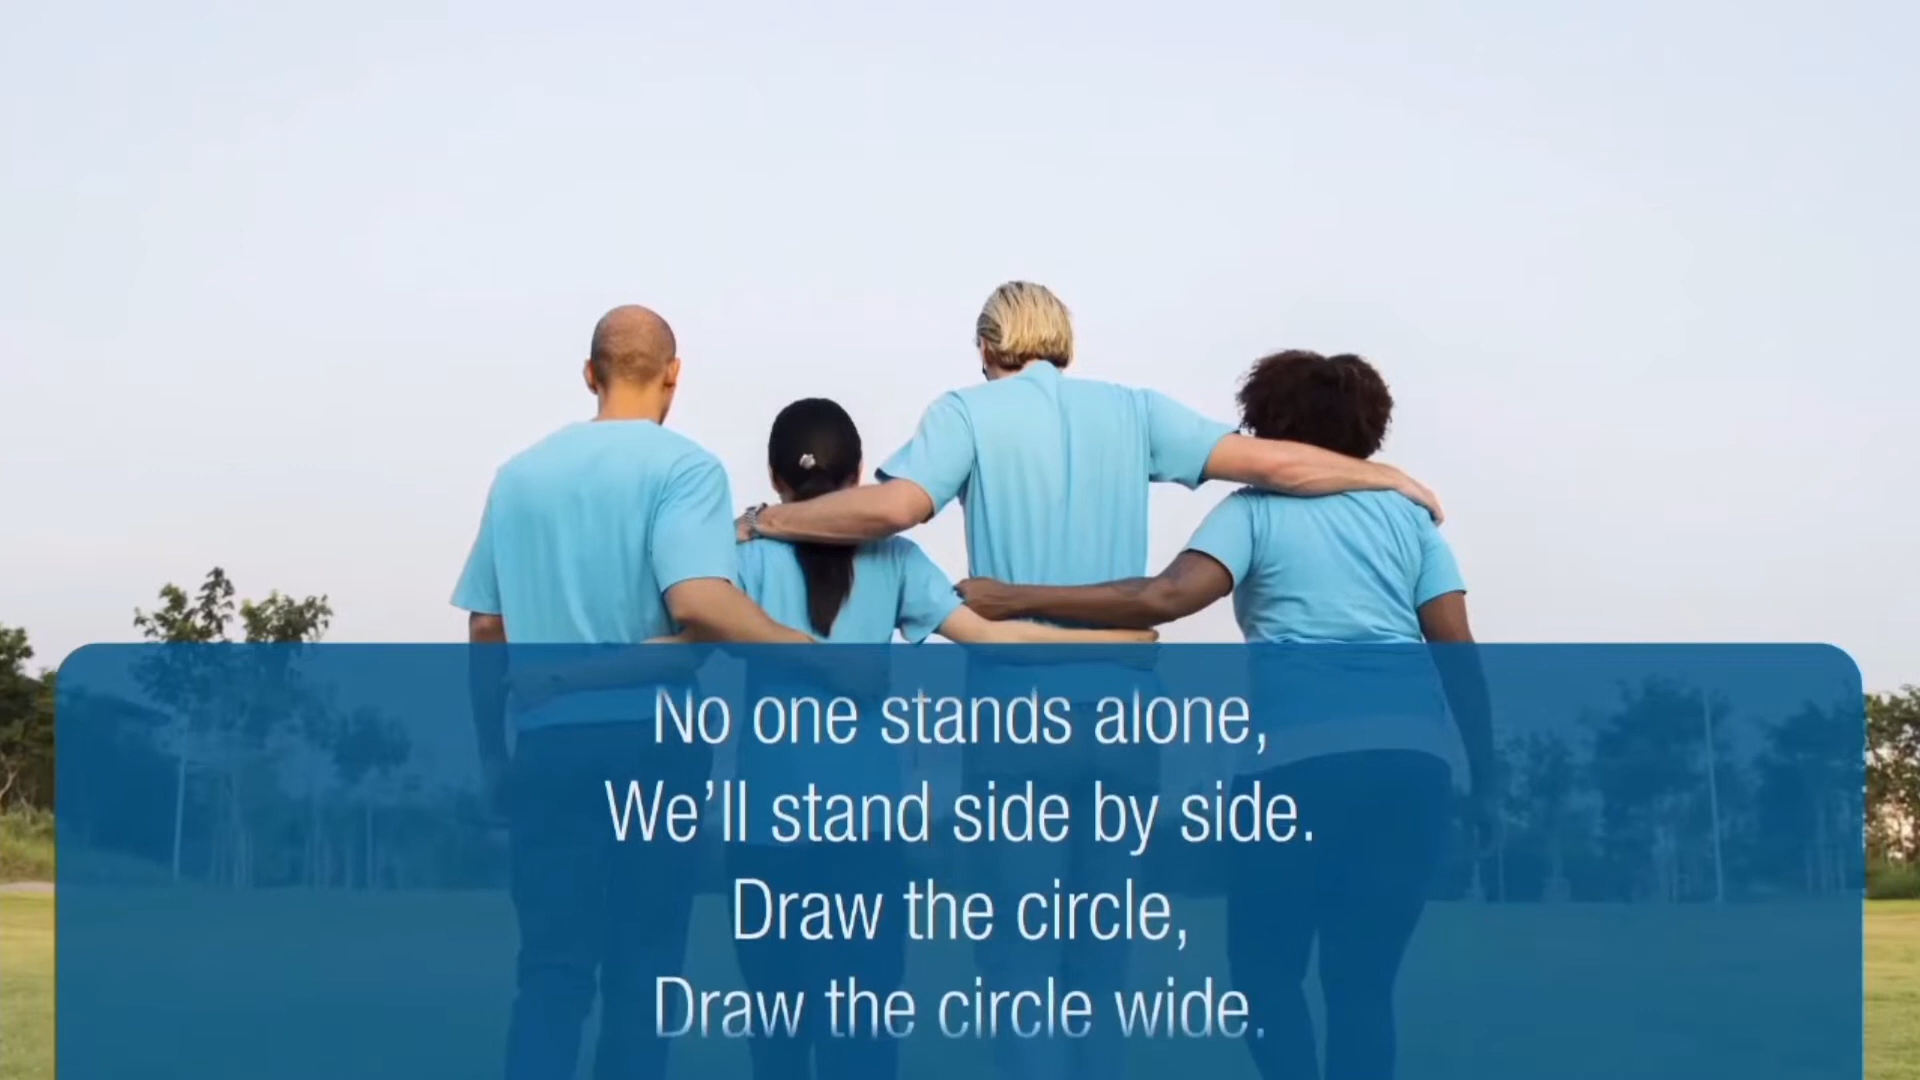 No one stands alone,
We’ll stand side by side.
Draw the circle,
Draw the circle wide.